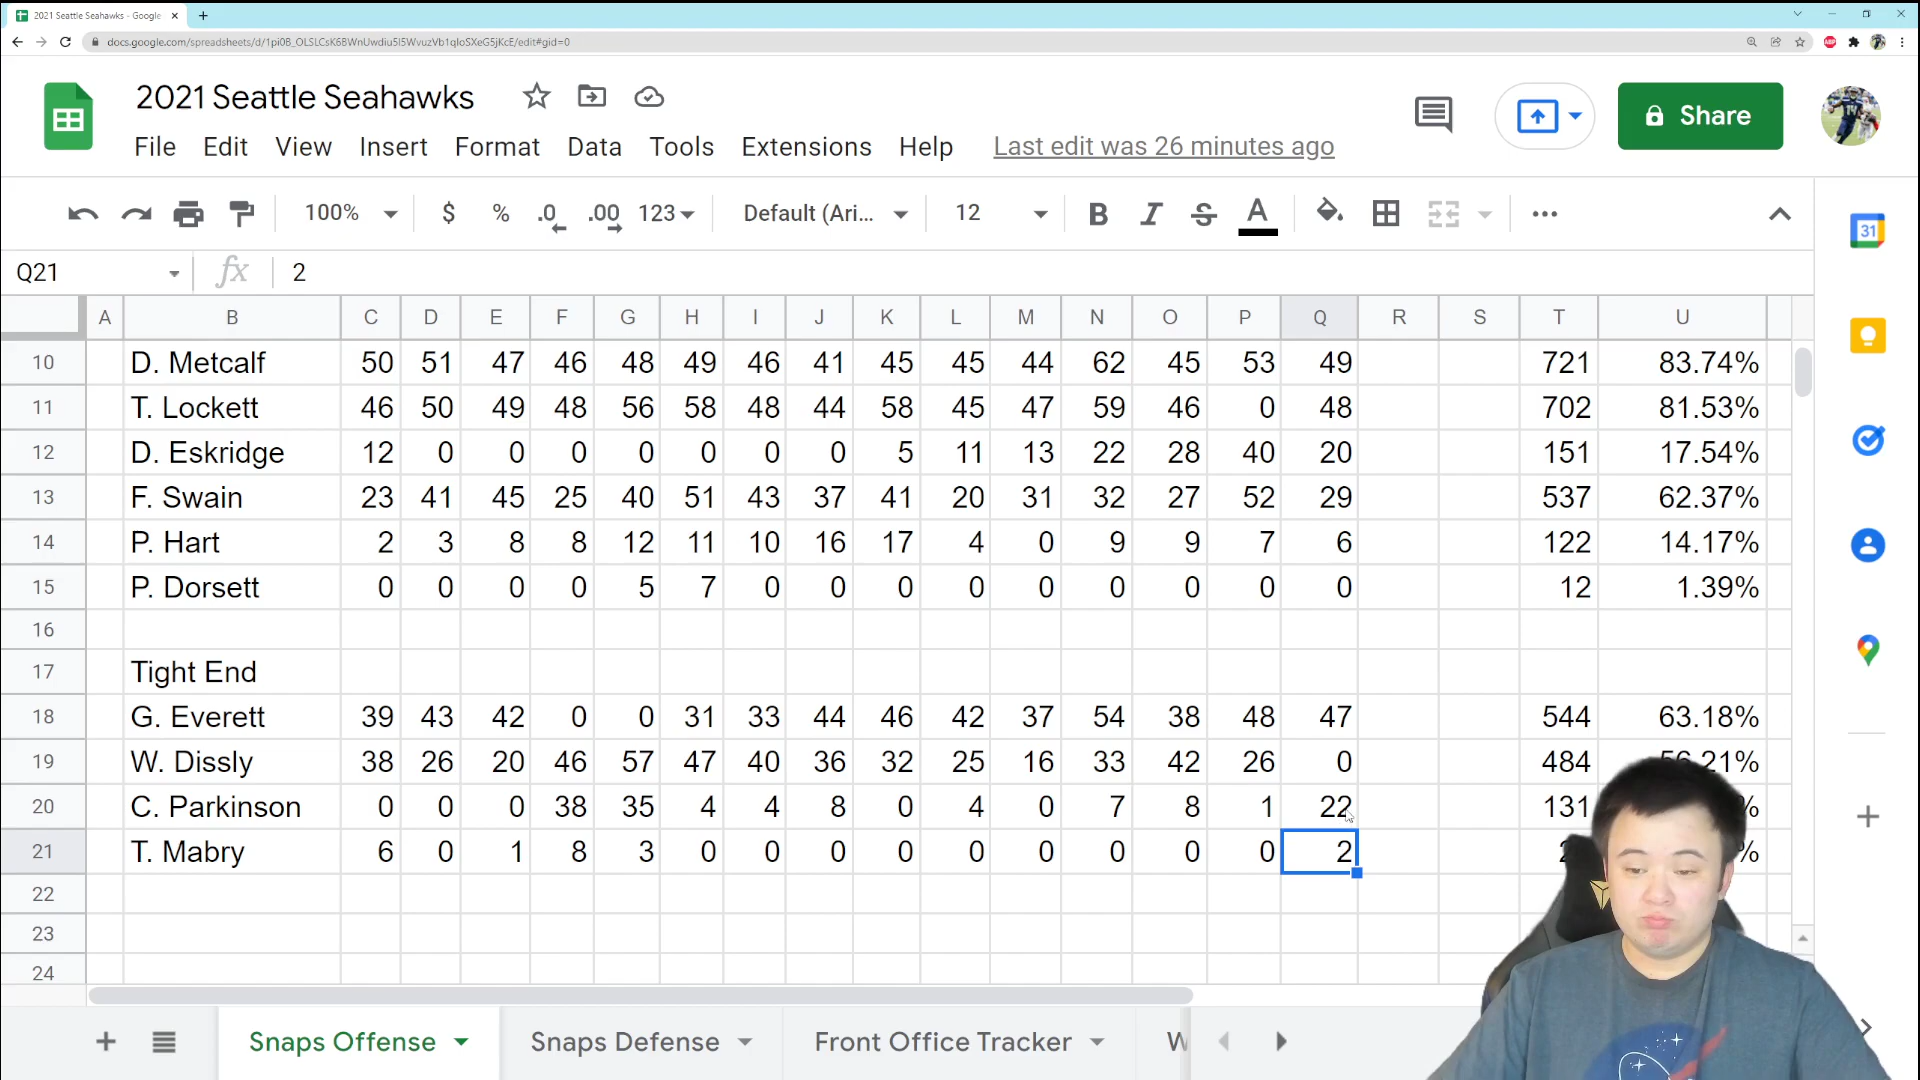 2021 Seattle Seahawks - Google
docs.google.com/spreadsheets/d/1pi0B_OLSLCsK6BWnUwdiu5I5WvuzVb1qIoSXeG5jKcE/edit#gid=0
2021 Seattle Seahawks
Share
File Edit View Insert Format Data Tools Extensions Help Last edit was 26 minutes ago
100% $ % .0 .00 123 Default (Ari... 12 B I S A
31
Q21 fx 2
A B C D E F G H I J K L M N O P Q R S T U
10 D. Metcalf 50 51 47 46 48 49 46 41 45 45 44 62 45 53 49 721 83.74%
11 T. Lockett 46 50 49 48 56 58 48 44 58 45 47 59 46 0 48 702 81.53%
12 D. Eskridge 12 0 0 0 0 0 0 0 5 11 13 22 28 40 20 151 17.54%
13 F. Swain 23 41 45 25 40 51 43 37 41 20 31 32 27 52 29 537 62.37%
14 P. Hart 2 3 8 8 12 11 10 16 17 4 0 9 9 7 6 122 14.17%
15 P. Dorsett 0 0 0 0 5 7 0 0 0 0 0 0 0 0 0 12 1.39%
16
17 Tight End
18 G. Everett 39 43 42 0 0 31 33 44 46 42 37 54 38 48 47 544 63.18%
19 W. Dissly 38 26 20 46 57 47 40 36 32 25 16 33 42 26 0 484 56.21%
20 C. Parkinson 0 0 0 38 35 4 4 8 0 4 0 7 8 1 22 131 %
21 T. Mabry 6 0 1 8 3 0 0 0 0 0 0 0 0 0 2 %
22
23
24
Snaps Offense Snaps Defense Front Office Tracker